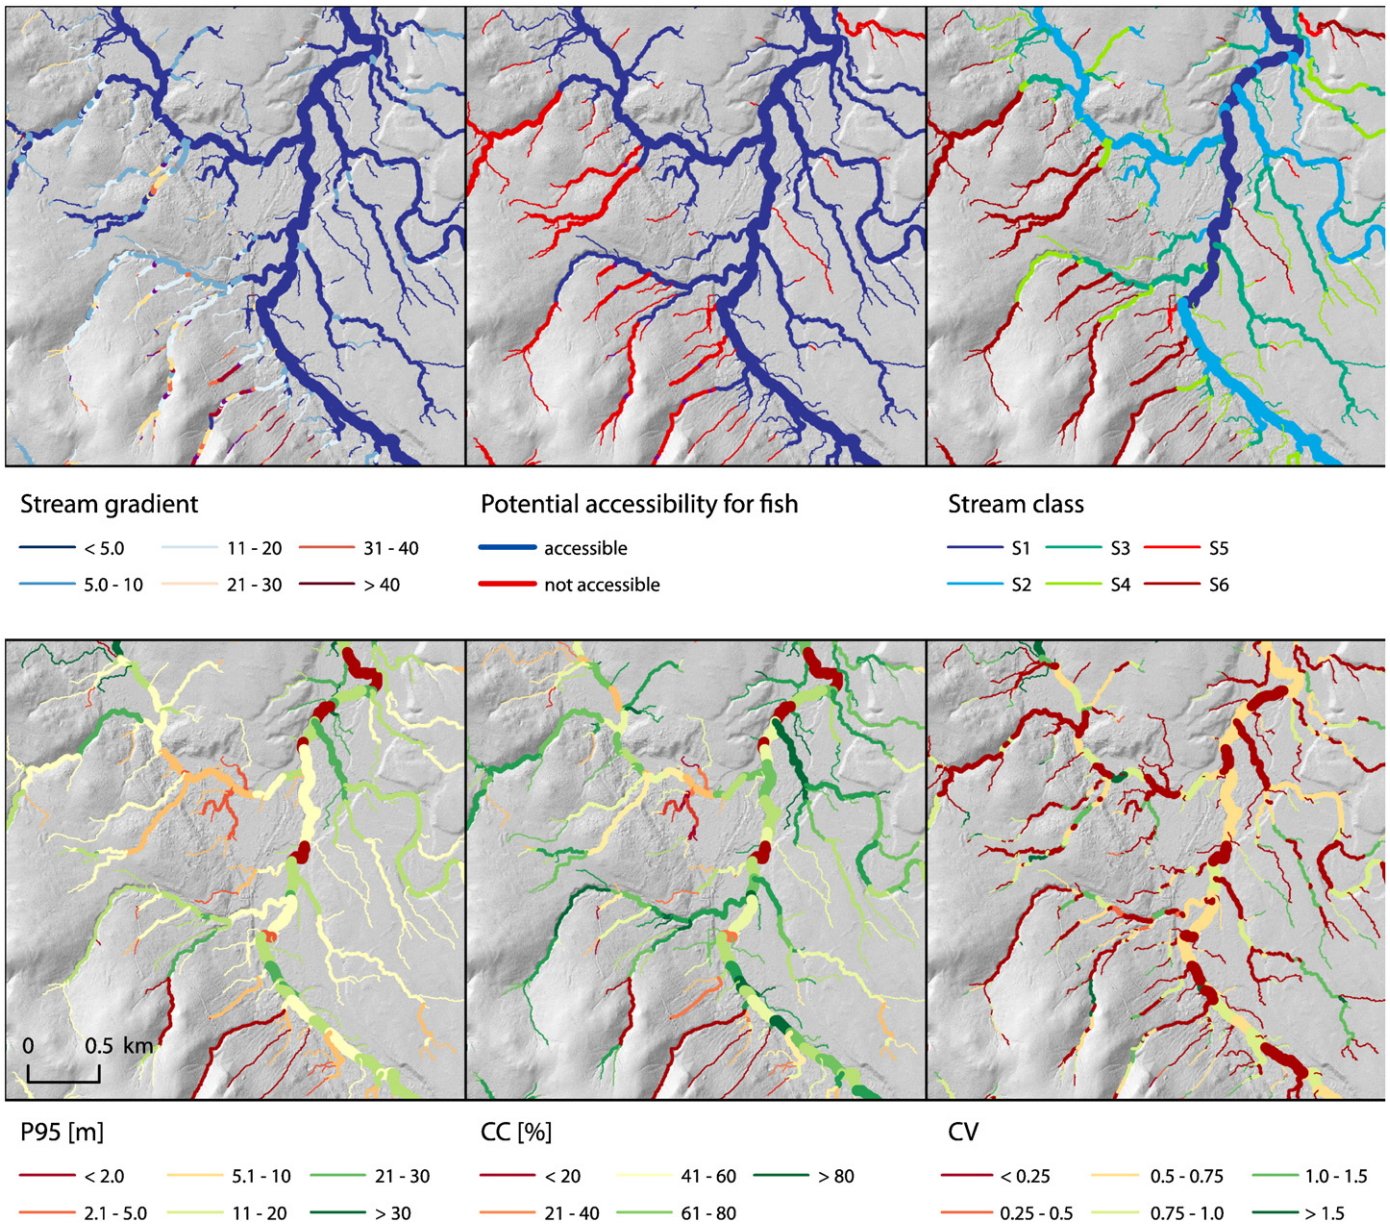 Stream gradient
Potential accessibility for fish
Stream class
< 5.0
11 - 20
31 - 40
accessible
S1
S3
S5
5.0 - 10
21 - 30
> 40
not accessible
S2
S4
S6
0 0.5 km
P95 [m]
CC [%]
CV
< 2.0
5.1 - 10
21 - 30
< 20
41 - 60
> 80
< 0.25
0.5 - 0.75
1.0 - 1.5
2.1 - 5.0
11 - 20
> 30
21 - 40
61 - 80
0.25 - 0.5
0.75 - 1.0
> 1.5